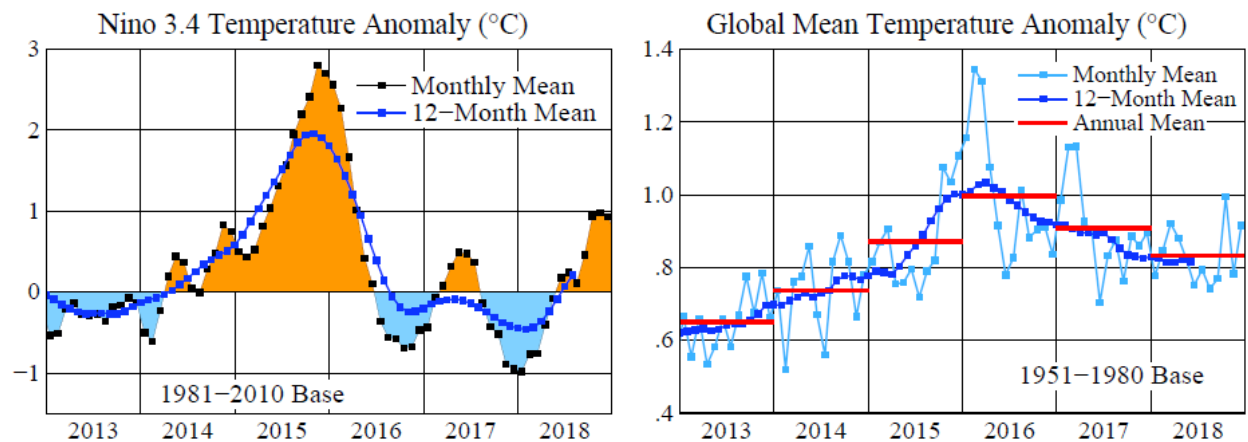 Nino 3.4 Temperature Anomaly (°C)
3
2
1
0
−1
Monthly Mean
12−Month Mean
1981−2010 Base
2013 2014 2015 2016 2017 2018
Global Mean Temperature Anomaly (°C)
1.4
1.2
1.0
.8
.6
.4
Monthly Mean
12−Month Mean
Annual Mean
1951−1980 Base
2013 2014 2015 2016 2017 2018